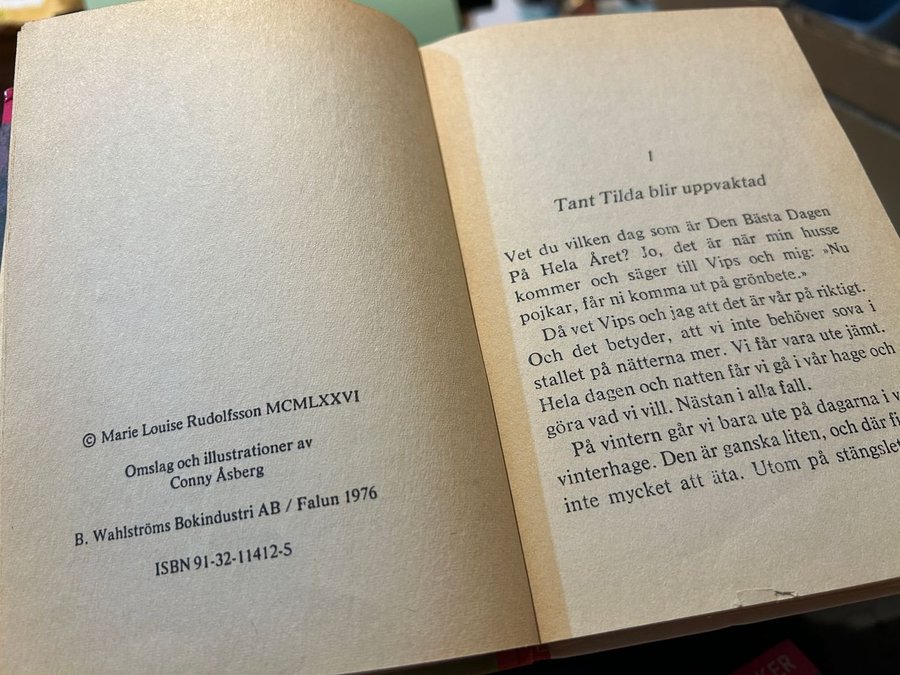 © Marie Louise Rudolfsson MCMLXXVI
Omslag och illustrationer av
Conny Åsberg
B. Wahlströms Bokindustri AB / Falun 1976
ISBN 91-32-11412-5
1
Tant Tilda blir uppvaktad
Vet du vilken dag som är Den Bästa Dagen
På Hela Året? Jo, det är när min husse
kommer och säger till Vips och mig: »Nu
pojkar, får ni komma ut på grönbete.»
Då vet Vips och jag att det är vår på riktigt.
Och det betyder, att vi inte behöver sova i
stallet på nätterna mer. Vi får vara ute jämt.
Hela dagen och natten får vi gå i vår hage och
göra vad vi vill. Nästan i alla fall.
På vintern går vi bara ute på dagarna i
vinterhage. Den är ganska liten, och där
inte mycket att äta. Utom på